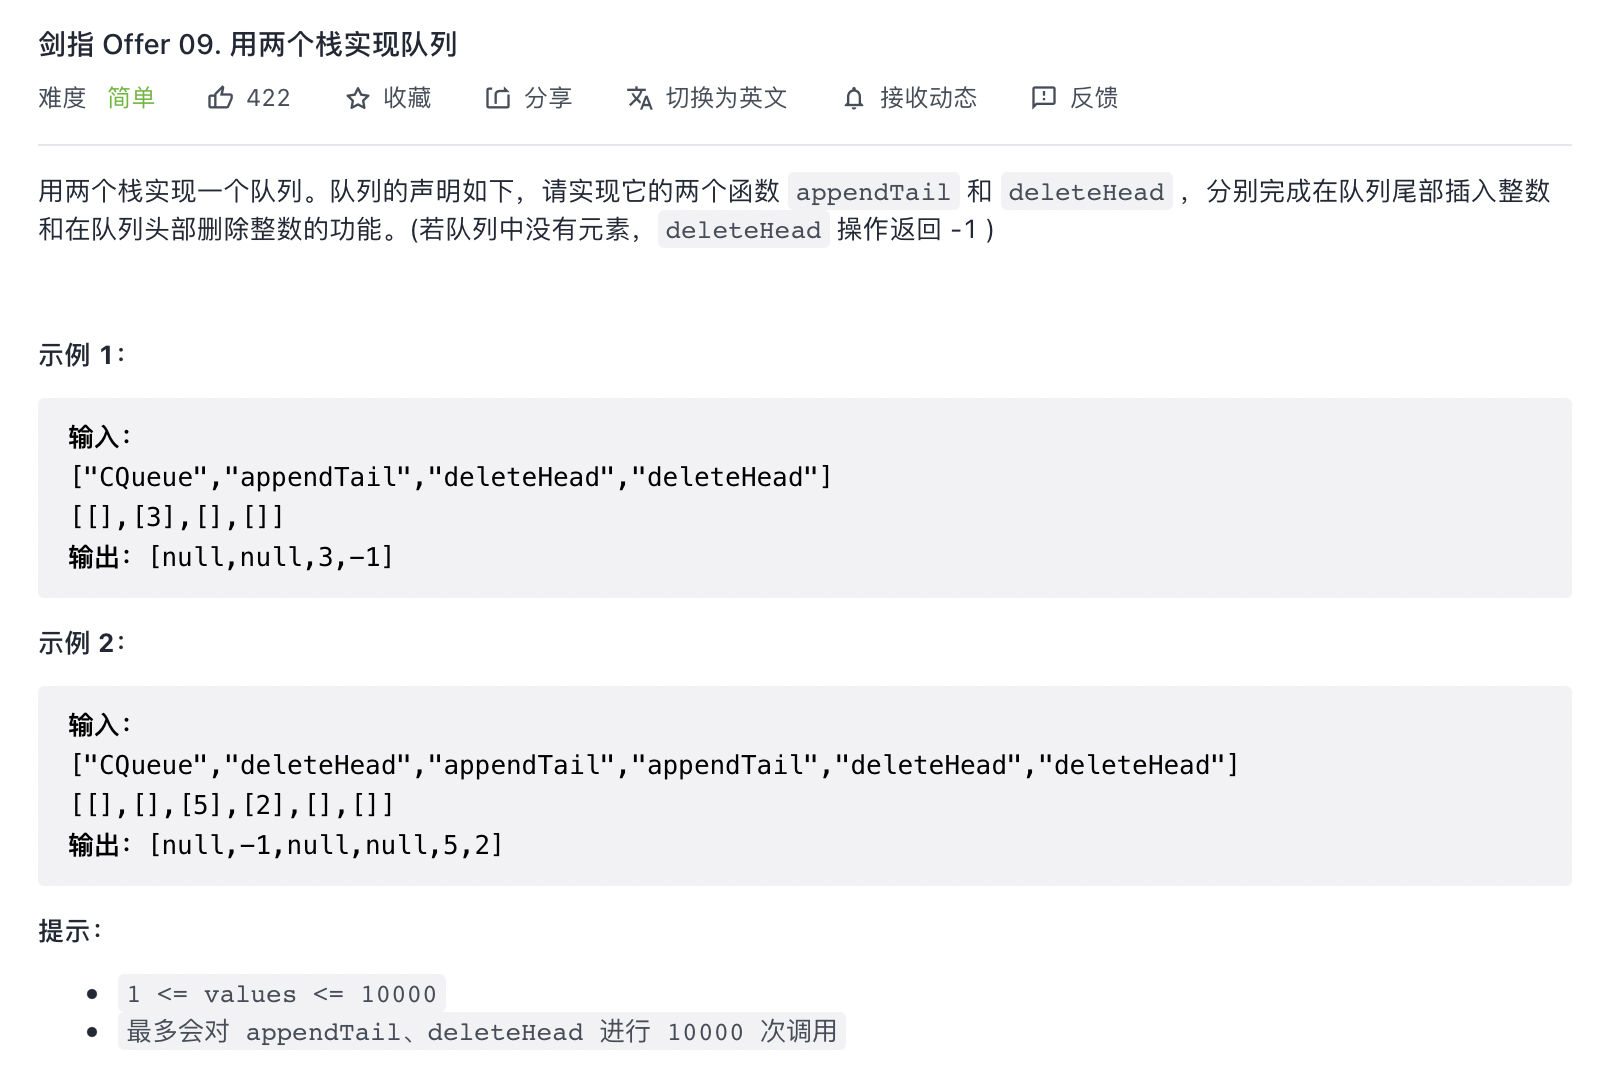 剑指 Offer 09. 用两个栈实现队列
难度 简单 422 收藏 分享 切换为英文 接收动态 反馈
用两个栈实现一个队列。队列的声明如下，请实现它的两个函数 appendTail 和 deleteHead ，分别完成在队列尾部插入整数
和在队列头部删除整数的功能。(若队列中没有元素，deleteHead 操作返回 -1 )
示例 1：
输入：
["CQueue","appendTail","deleteHead","deleteHead"]
[[],[3],[],[]]
输出：[null,null,3,-1]
示例 2：
输入：
["CQueue","deleteHead","appendTail","appendTail","deleteHead","deleteHead"]
[[],[],[5],[2],[],[]]
输出：[null,-1,null,null,5,2]
提示：
• 1 <= values <= 10000
• 最多会对 appendTail、deleteHead 进行 10000 次调用